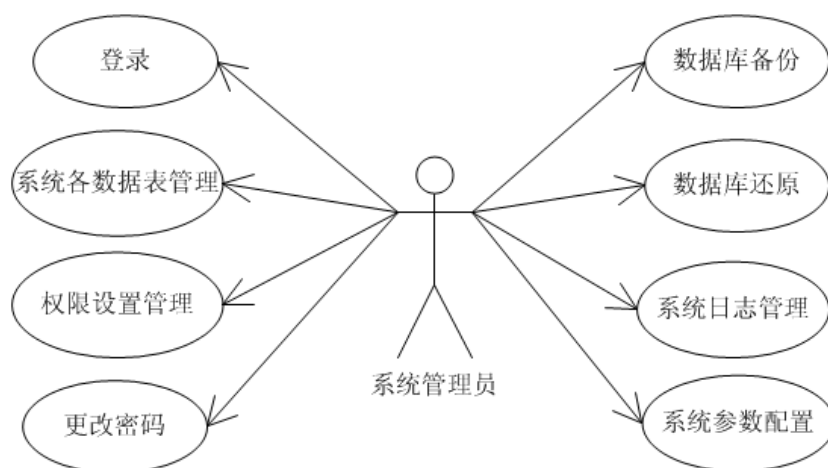 登录
系统各数据表管理
权限设置管理
更改密码
系统管理员
数据库备份
数据库还原
系统日志管理
系统参数配置